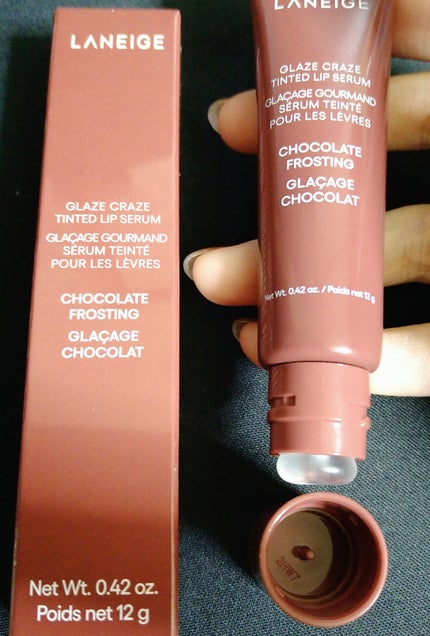 LANEIGE
GLAZE CRAZE
TINTED LIP SERUM
GLAÇAGE GOURMAND
SÉRUM TEINTÉ
POUR LES LÈVRES
CHOCOLATE
FROSTING
GLAÇAGE
CHOCOLAT
Net Wt. 0.42 oz.
Poids net 12 g
LANEIGE
GLAZE CRAZE
TINTED LIP SERUM
GLAÇAGE GOURMAND
SÉRUM TEINTÉ
POUR LES LÈVRES
CHOCOLATE
FROSTING
GLAÇAGE
CHOCOLAT
Net Wt. 0.42 oz. / Poids net 12 g